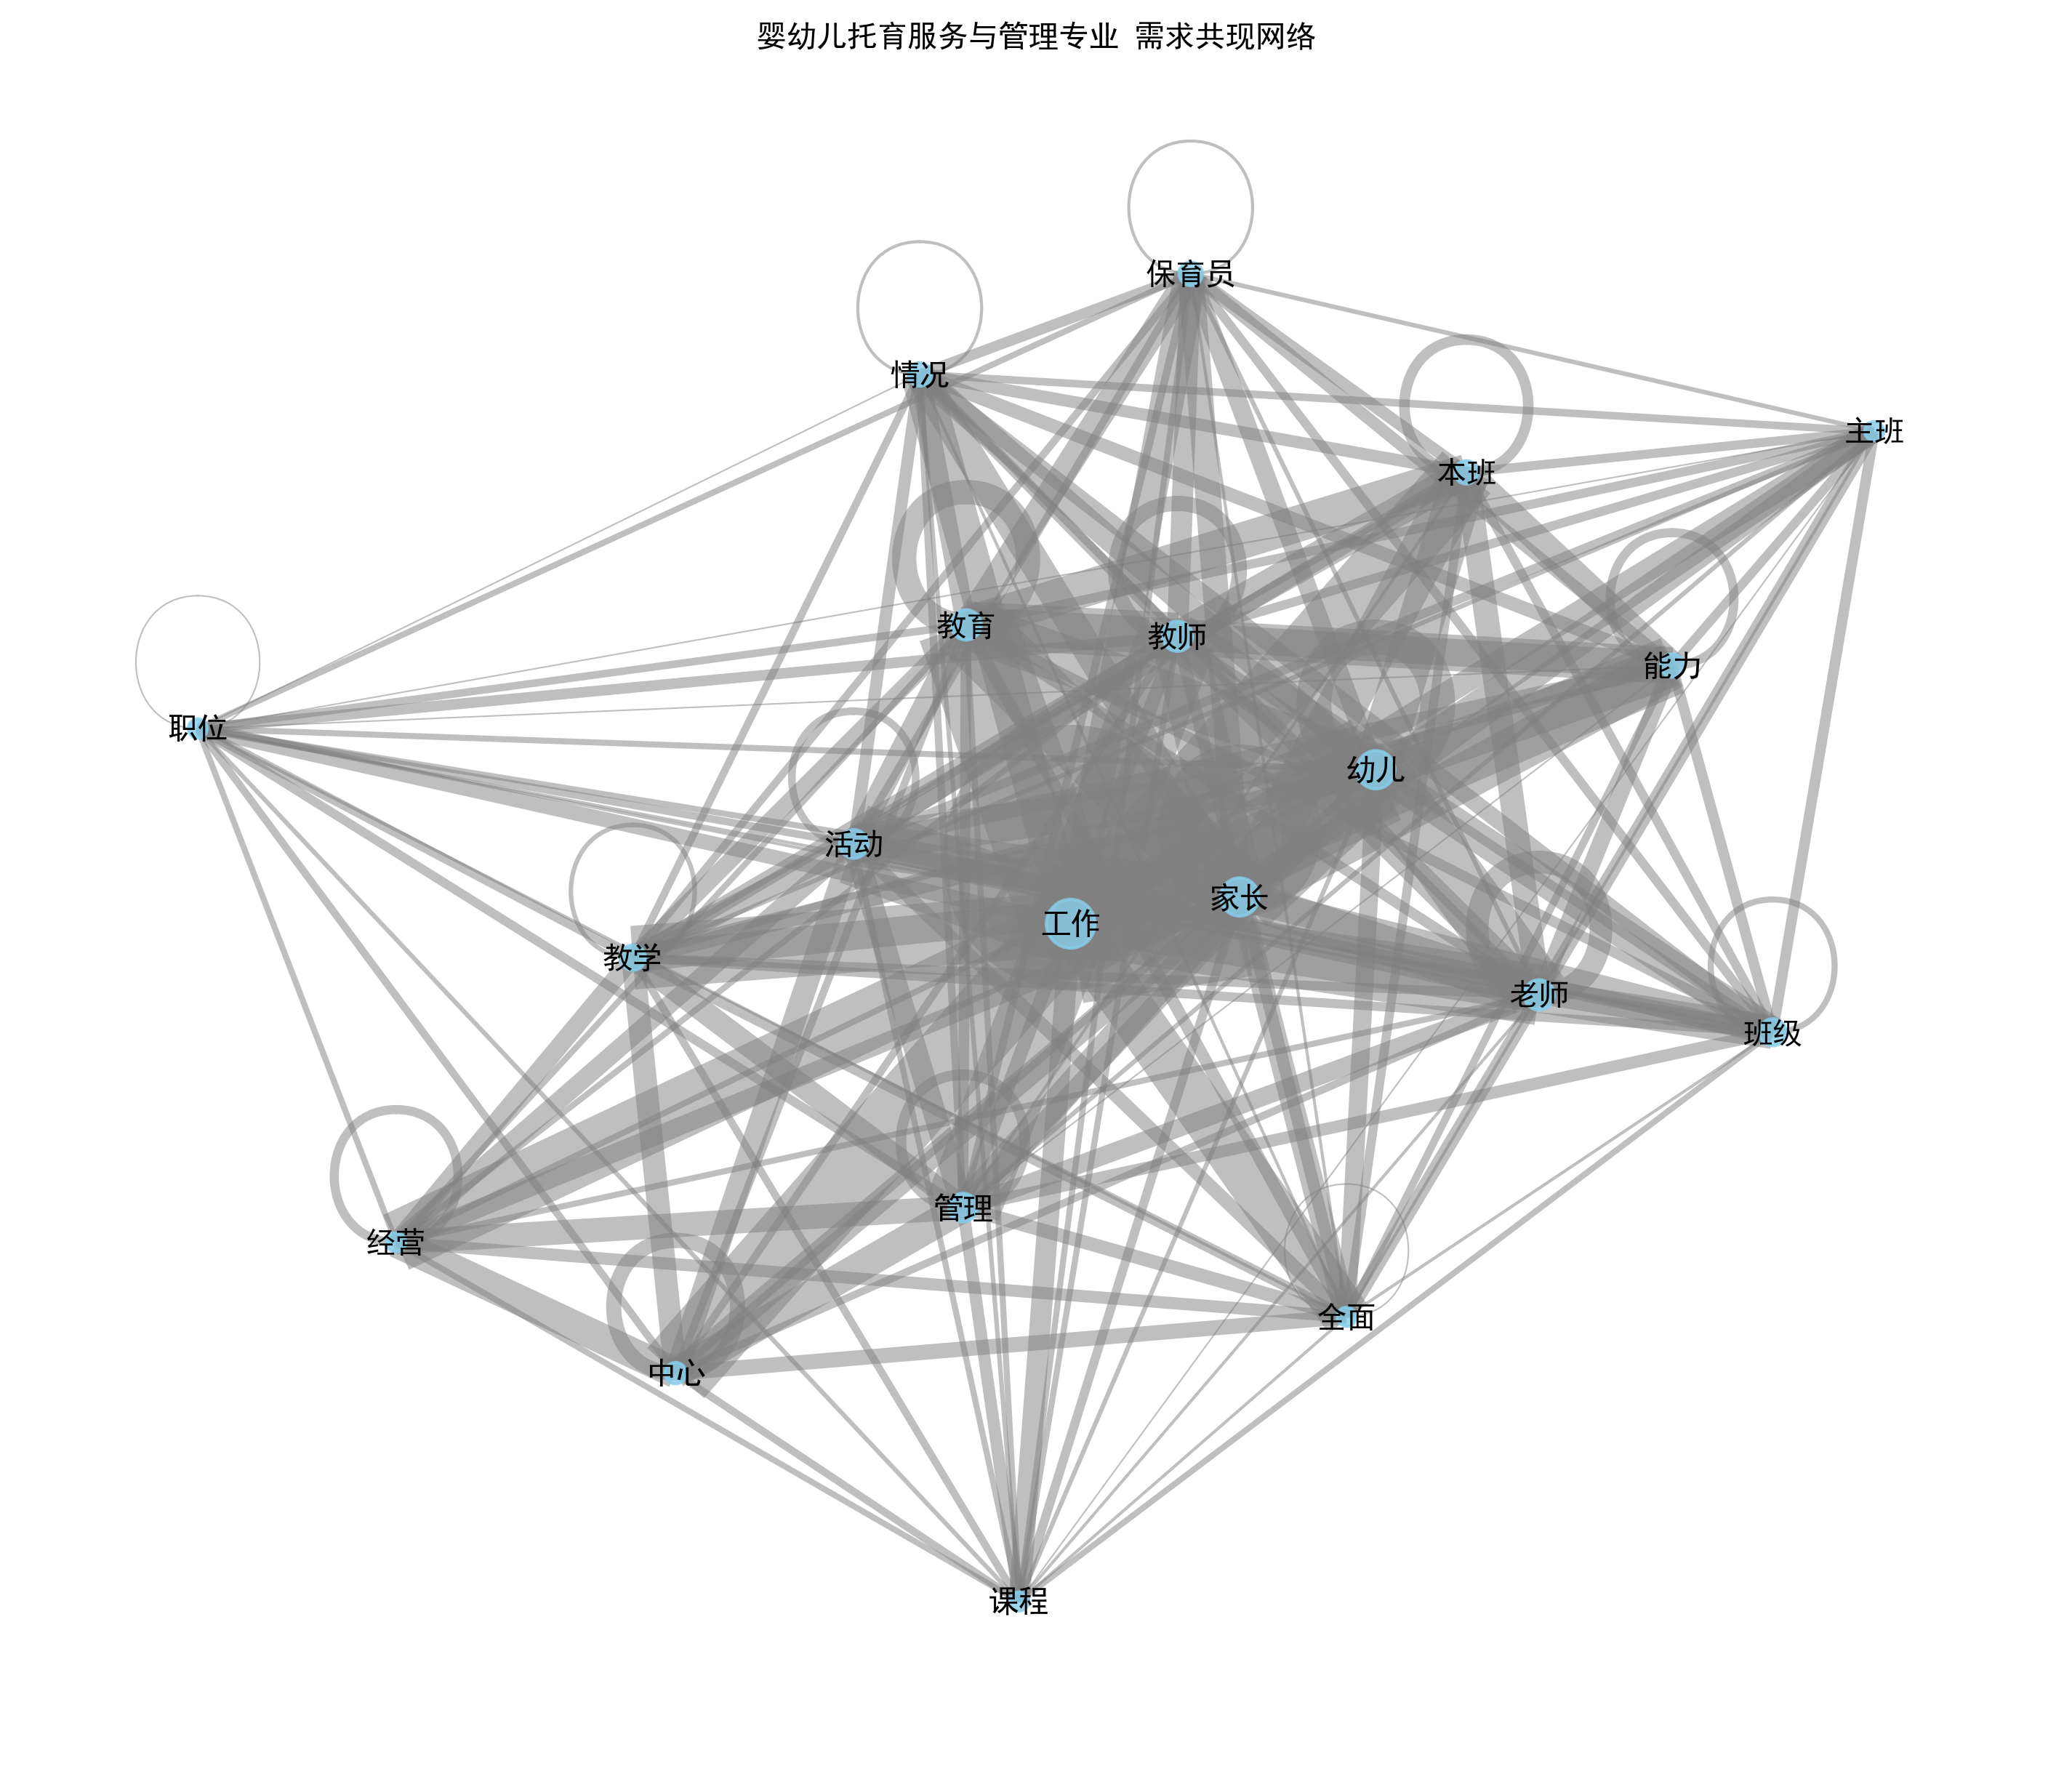 婴幼儿托育服务与管理专业 需求共现网络
保育员
情况
主班
本班
教育
教师
能力
职位
幼儿
活动
家长
工作
教学
老师
班级
管理
经营
全面
中心
课程